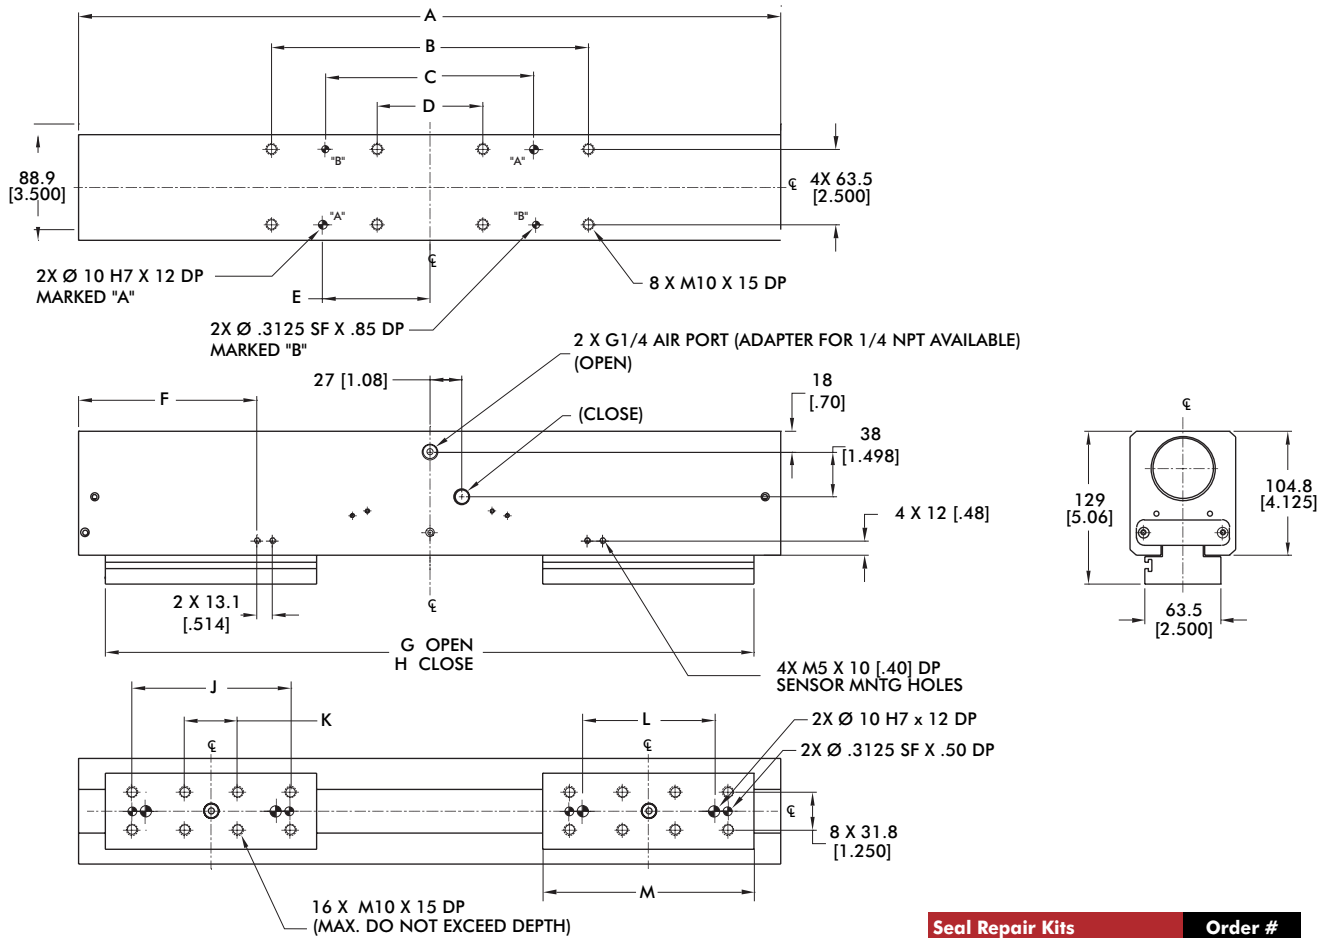 A
B
C
D
"B"
"A"
88.9
[3.500]
℄
4X 63.5
[2.500]
"A"
"B"
℄
2X Ø 10 H7 X 12 DP
MARKED "A"
E
8 X M10 X 15 DP
2X Ø .3125 SF X .85 DP
MARKED "B"
2 X G1/4 AIR PORT (ADAPTER FOR 1/4 NPT AVAILABLE)
(OPEN)
27 [1.08]
18
[.70]
F
(CLOSE)
℄
38
[1.498]
129
[5.06]
104.8
[4.125]
4 X 12 [.48]
2 X 13.1
[.514]
℄
63.5
[2.500]
G OPEN
H CLOSE
4X M5 X 10 [.40] DP
SENSOR MNTG HOLES
J
K
L
2X Ø 10 H7 x 12 DP
℄
℄
2X Ø .3125 SF X .50 DP
℄
8 X 31.8
[1.250]
M
16 X M10 X 15 DP
(MAX. DO NOT EXCEED DEPTH)
Seal Repair Kits Order #